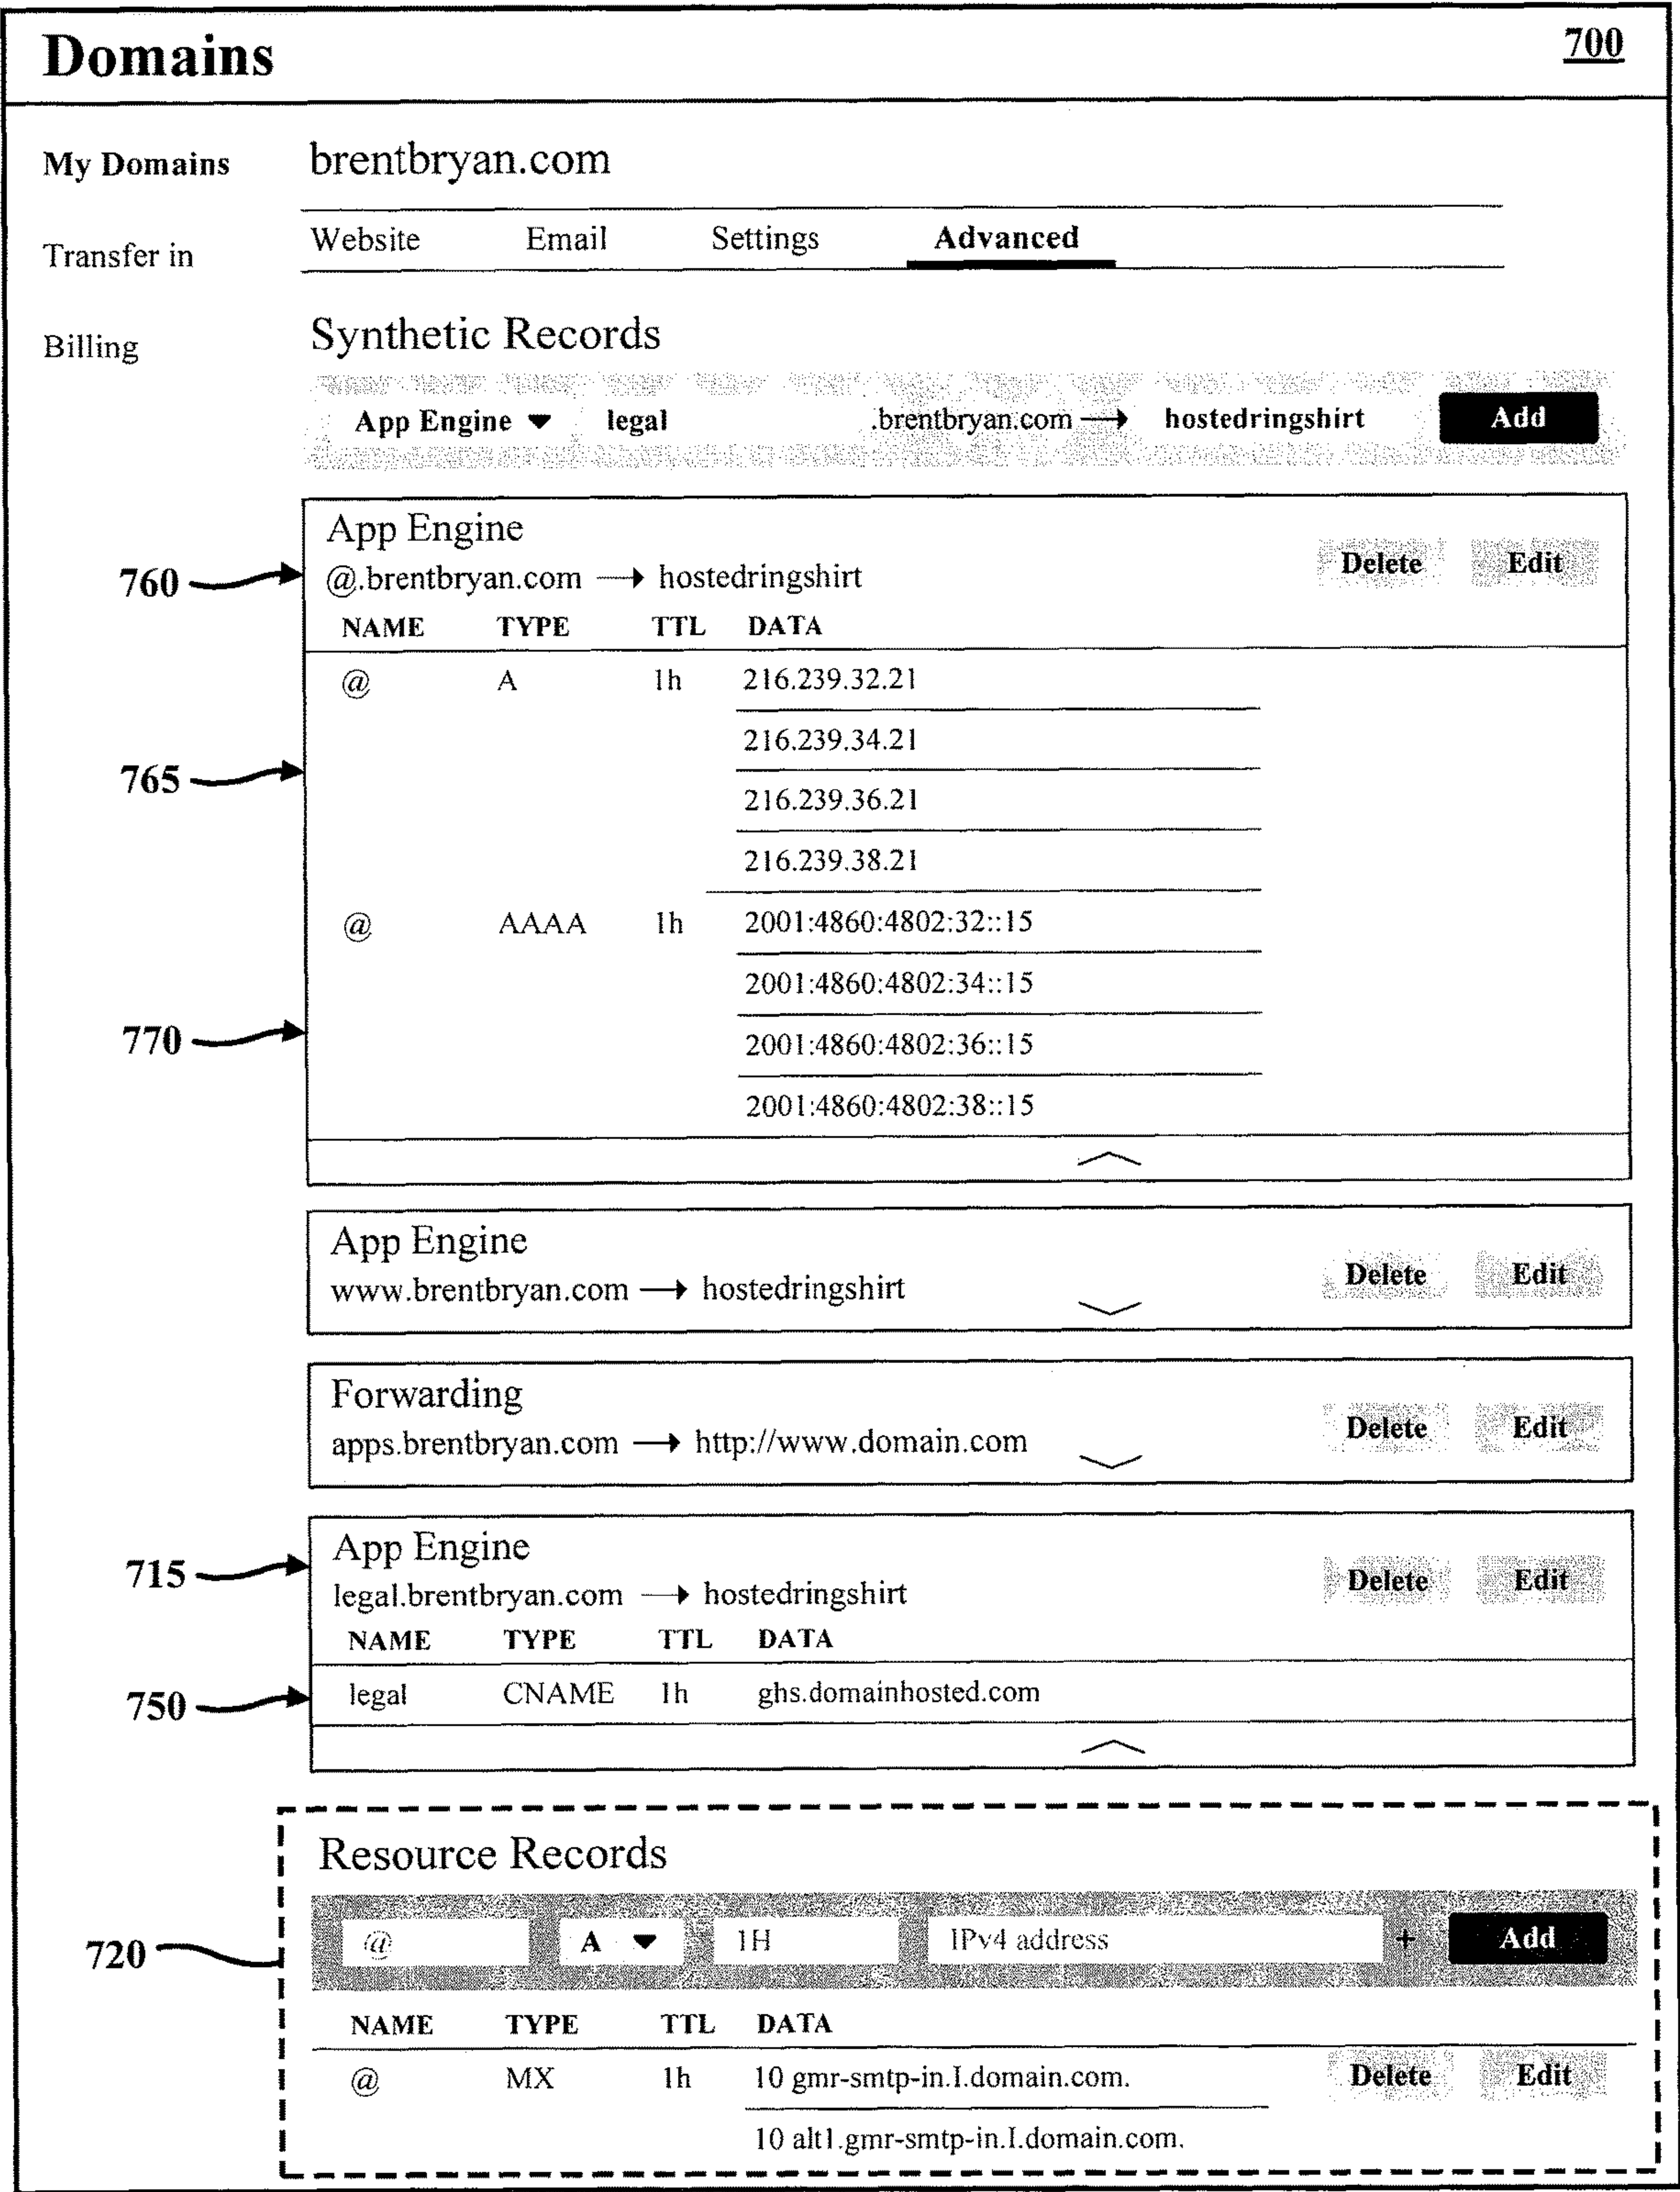 Domains 700
My Domains brentbryan.com
Transfer in Website Email Settings Advanced
Billing Synthetic Records
App Engine legal .brentbryan.com → hostedringshirt Add
App Engine
760 @.brentbryan.com → hostedringshirt Delete Edit
NAME TYPE TTL DATA
@ A 1h 216.239.32.21
216.239.34.21
765
216.239.36.21
216.239.38.21
@ AAAA 1h 2001:4860:4802:32::15
2001:4860:4802:34::15
770
2001:4860:4802:36::15
2001:4860:4802:38::15
App Engine
www.brentbryan.com → hostedringshirt Delete Edit
Forwarding
apps.brentbryan.com → http://www.domain.com Delete Edit
715 App Engine
legal.brentbryan.com → hostedringshirt Delete Edit
NAME TYPE TTL DATA
750 legal CNAME 1h ghs.domainhosted.com
Resource Records
720 @ A 1H IPv4 address + Add
NAME TYPE TTL DATA
@ MX 1h 10 gmr-smtp-in.I.domain.com. Delete Edit
10 alt1.gmr-smtp-in.I.domain.com.